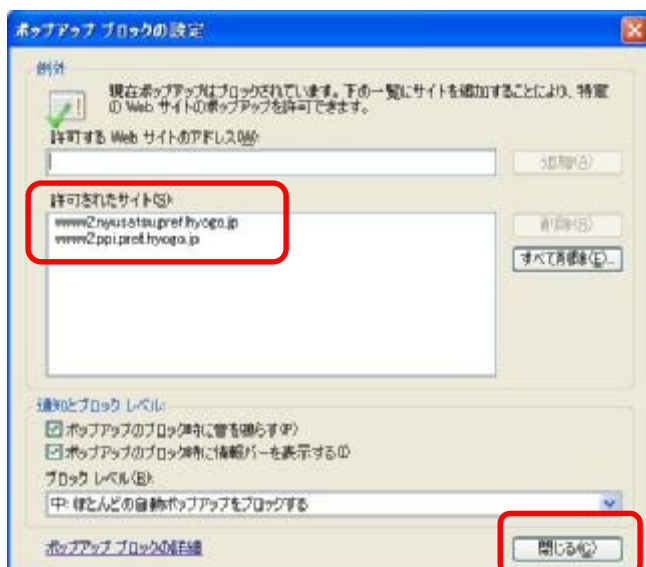 ポップアップ ブロックの設定
例外
現在ポップアップはブロックされています。下の一覧にサイトを追加することにより、特定
の Web サイトのポップアップを許可できます。
許可する Web サイトのアドレス(W):
追加(A)
許可されたサイト(S):
www2.nyusatsu.pref.hyogo.jp
www2.ppi.pref.hyogo.jp
削除(R)
すべて削除(E)...
通知とブロック レベル:
ポップアップのブロック時に音を鳴らす(P)
ポップアップのブロック時に情報バーを表示する(I)
ブロック レベル(B):
中: ほとんどの自動ポップアップをブロックする
ポップアップ ブロックの詳細
閉じる(C)